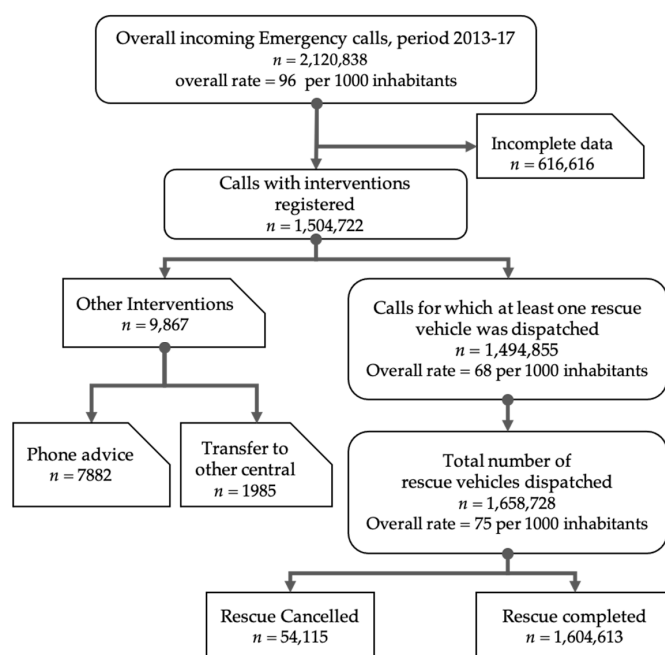 Overall incoming Emergency calls, period 2013-17
n = 2,120,838
overall rate = 96 per 1000 inhabitants
Incomplete data
n = 616,616
Calls with interventions
registered
n = 1,504,722
Other Interventions
n = 9,867
Calls for which at least one rescue
vehicle was dispatched
n = 1,494,855
Overall rate = 68 per 1000 inhabitants
Phone advice
n = 7882
Transfer to
other central
n = 1985
Total number of
rescue vehicles dispatched
n = 1,658,728
Overall rate = 75 per 1000 inhabitants
Rescue Cancelled
n = 54,115
Rescue completed
n = 1,604,613